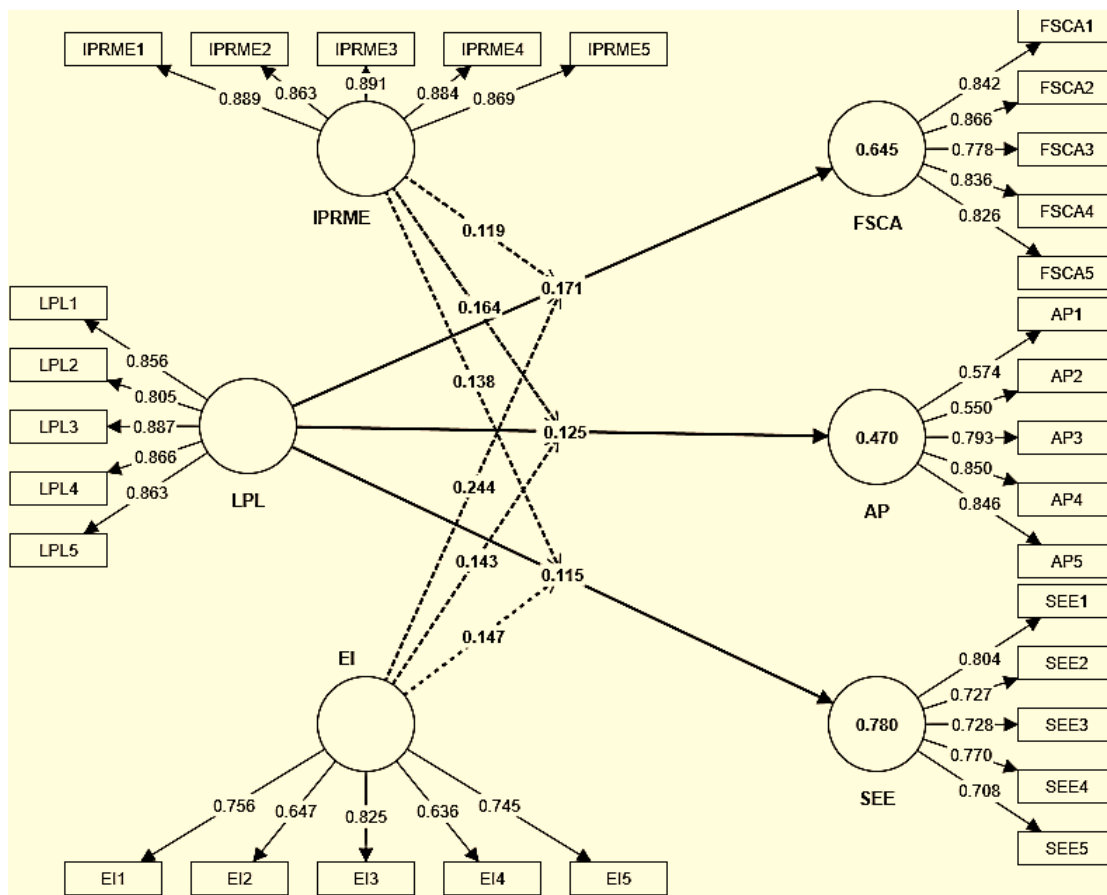 IPRME1 IPRME2 IPRME3 IPRME4 IPRME5
0.889 0.863 0.891 0.884 0.869
IPRME
LPL1
LPL2
LPL3
LPL4
LPL5
0.856
0.805
0.887
0.866
0.863
LPL
0.119
0.171
0.164
0.138
0.125
0.244
0.143
0.115
0.147
EI
0.756 0.647 0.825 0.636 0.745
EI1 EI2 EI3 EI4 EI5
0.645
FSCA
0.842
0.866
0.778
0.836
0.826
FSCA1
FSCA2
FSCA3
FSCA4
FSCA5
0.470
AP
0.574
0.550
0.793
0.850
0.846
AP1
AP2
AP3
AP4
AP5
0.780
SEE
0.804
0.727
0.728
0.770
0.708
SEE1
SEE2
SEE3
SEE4
SEE5